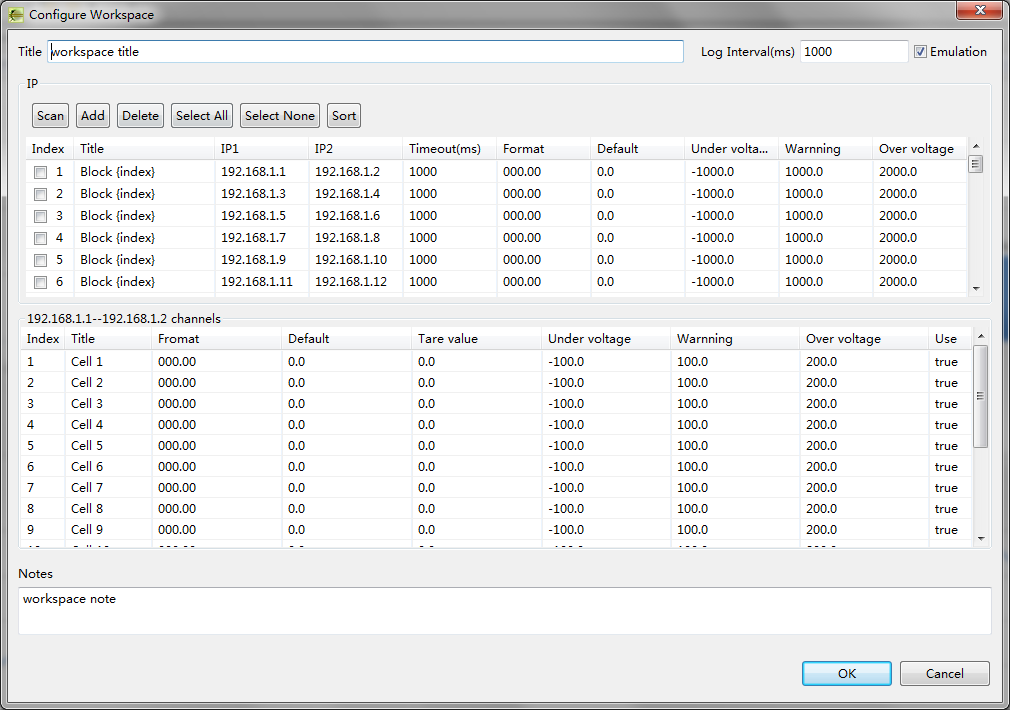 Configure Workspace
Title workspace title Log Interval(ms) 1000 Emulation
IP
Scan Add Delete Select All Select None Sort
Index Title IP1 IP2 Timeout(ms) Format Default Under volta... Warnning Over voltage
1 Block {index} 192.168.1.1 192.168.1.2 1000 000.00 0.0 -1000.0 1000.0 2000.0
2 Block {index} 192.168.1.3 192.168.1.4 1000 000.00 0.0 -1000.0 1000.0 2000.0
3 Block {index} 192.168.1.5 192.168.1.6 1000 000.00 0.0 -1000.0 1000.0 2000.0
4 Block {index} 192.168.1.7 192.168.1.8 1000 000.00 0.0 -1000.0 1000.0 2000.0
5 Block {index} 192.168.1.9 192.168.1.10 1000 000.00 0.0 -1000.0 1000.0 2000.0
6 Block {index} 192.168.1.11 192.168.1.12 1000 000.00 0.0 -1000.0 1000.0 2000.0
192.168.1.1--192.168.1.2 channels
Index Title Fromat Default Tare value Under voltage Warnning Over voltage Use
1 Cell 1 000.00 0.0 0.0 -100.0 100.0 200.0 true
2 Cell 2 000.00 0.0 0.0 -100.0 100.0 200.0 true
3 Cell 3 000.00 0.0 0.0 -100.0 100.0 200.0 true
4 Cell 4 000.00 0.0 0.0 -100.0 100.0 200.0 true
5 Cell 5 000.00 0.0 0.0 -100.0 100.0 200.0 true
6 Cell 6 000.00 0.0 0.0 -100.0 100.0 200.0 true
7 Cell 7 000.00 0.0 0.0 -100.0 100.0 200.0 true
8 Cell 8 000.00 0.0 0.0 -100.0 100.0 200.0 true
9 Cell 9 000.00 0.0 0.0 -100.0 100.0 200.0 true
Notes
workspace note
OK Cancel